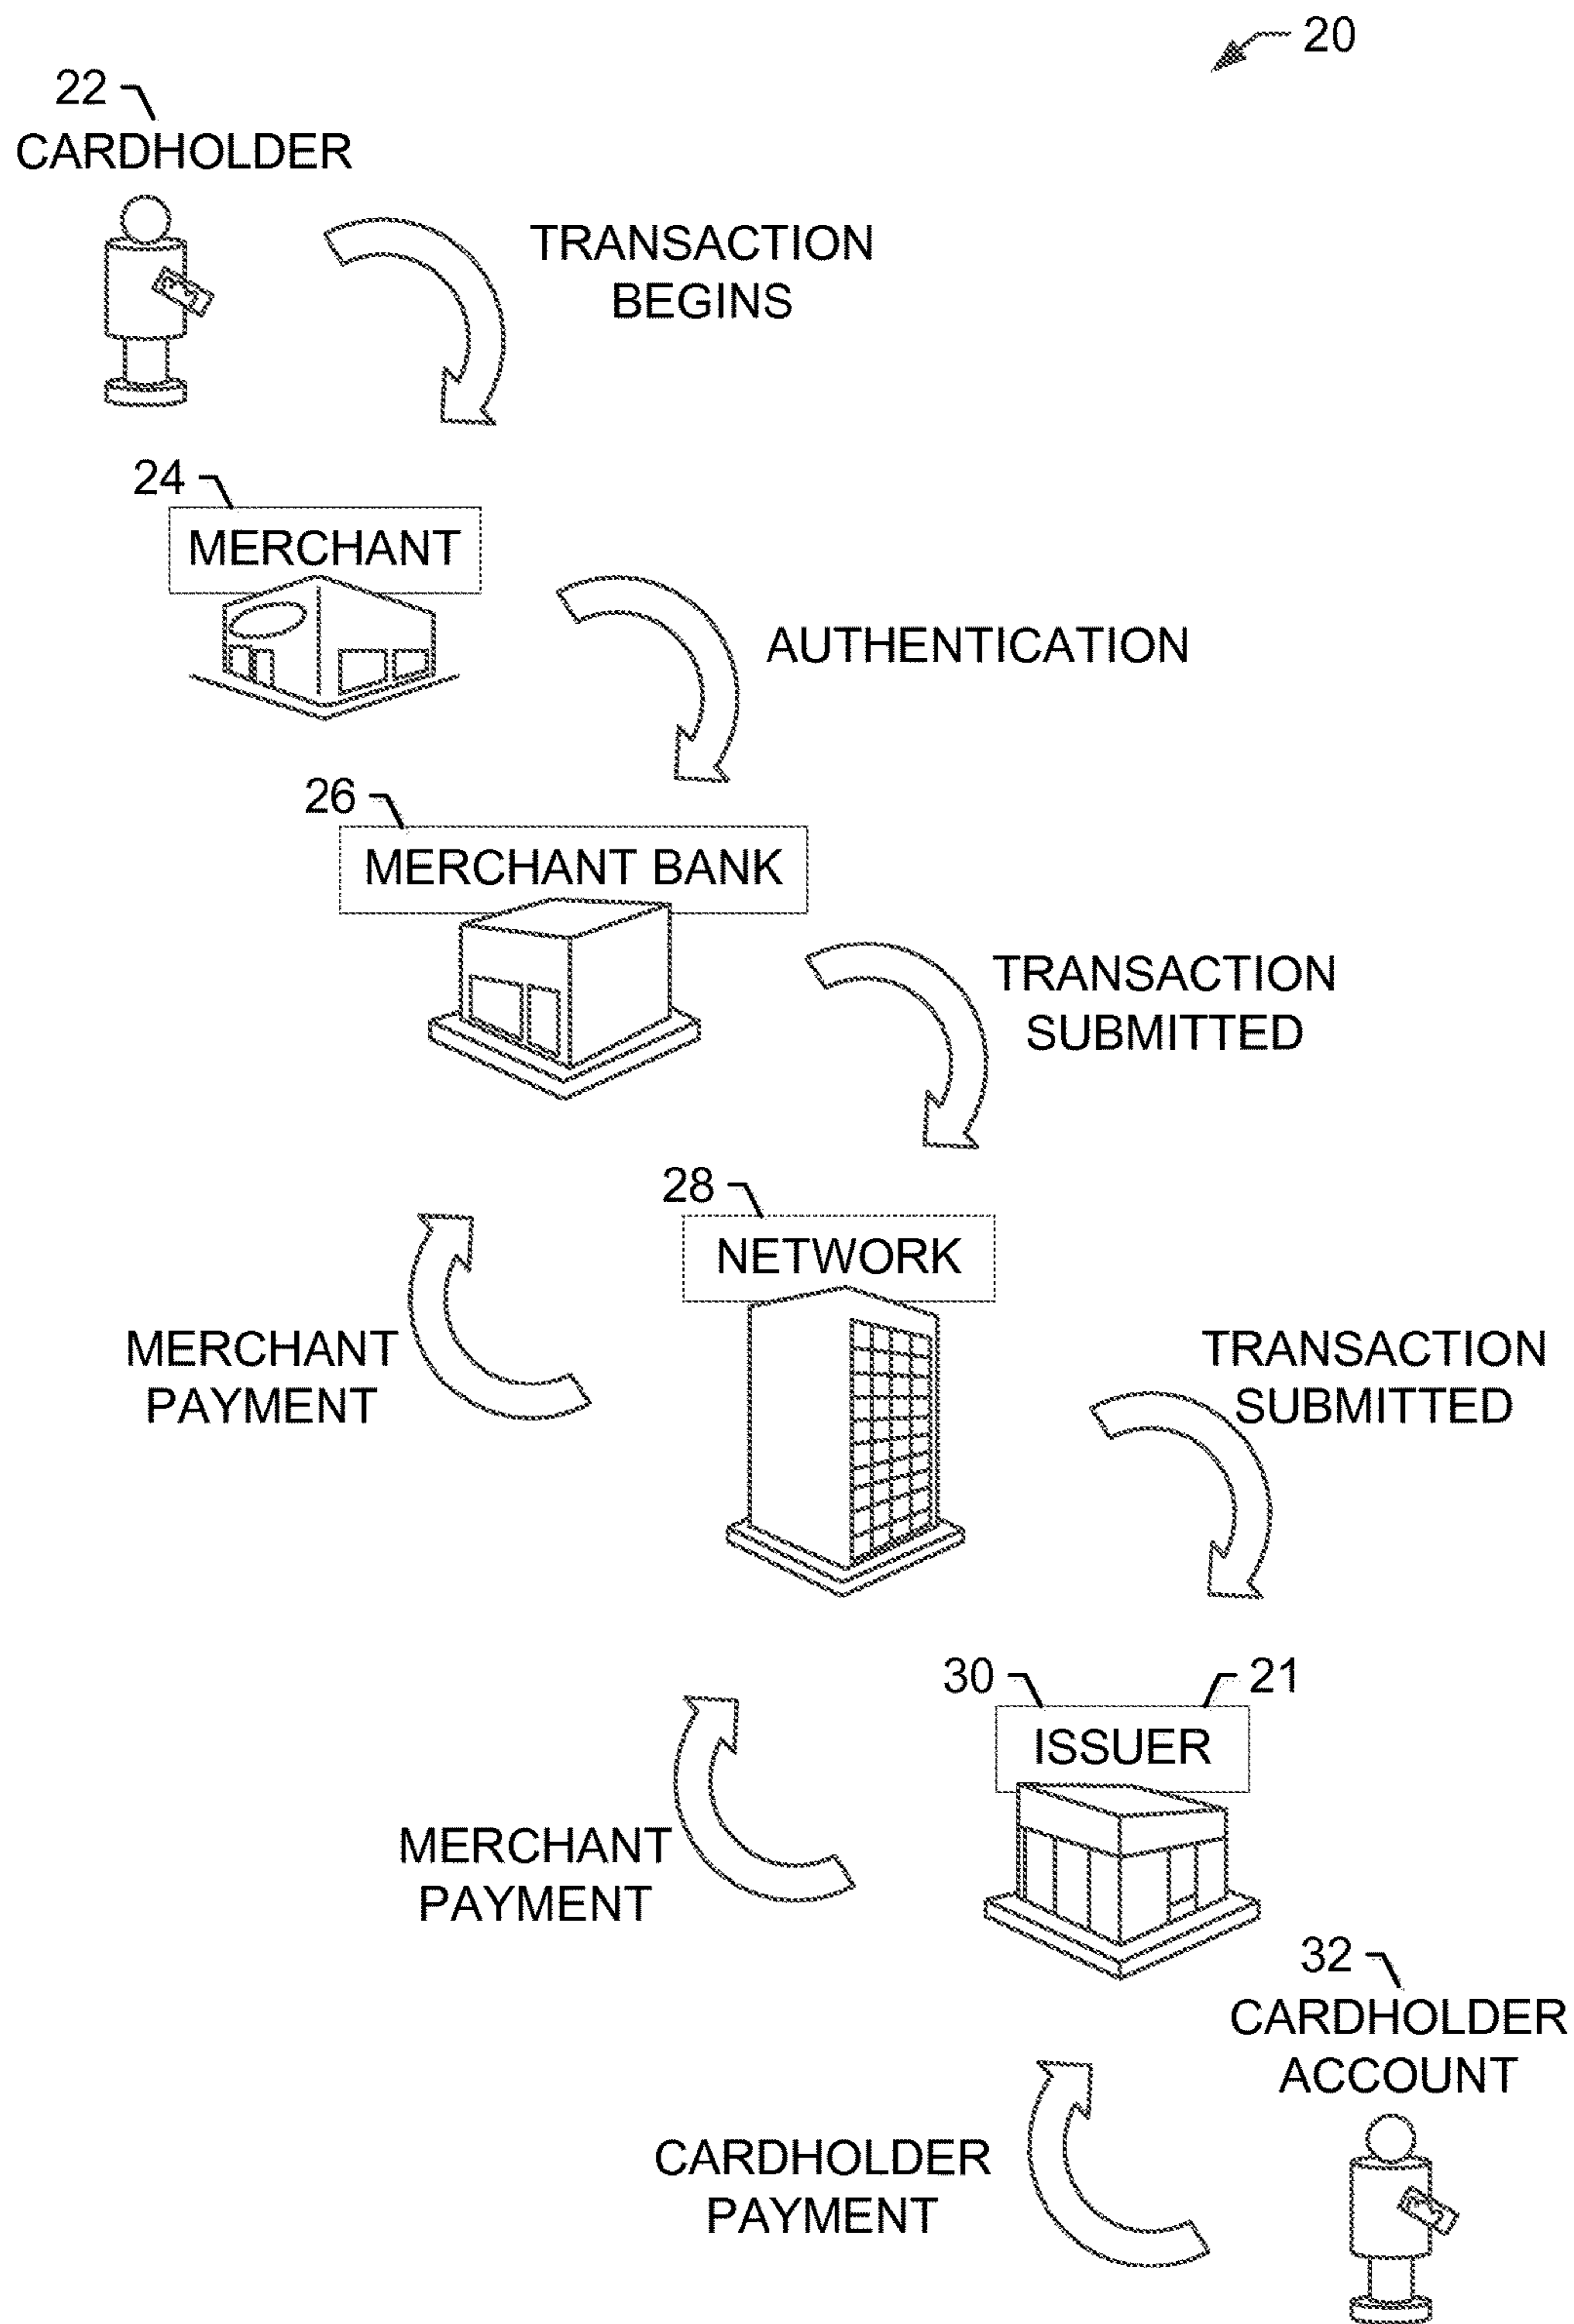 20
22
CARDHOLDER
TRANSACTION
BEGINS
24
MERCHANT
AUTHENTICATION
26
MERCHANT BANK
TRANSACTION
SUBMITTED
28
NETWORK
MERCHANT
PAYMENT
TRANSACTION
SUBMITTED
30
21
ISSUER
MERCHANT
PAYMENT
32
CARDHOLDER
ACCOUNT
CARDHOLDER
PAYMENT